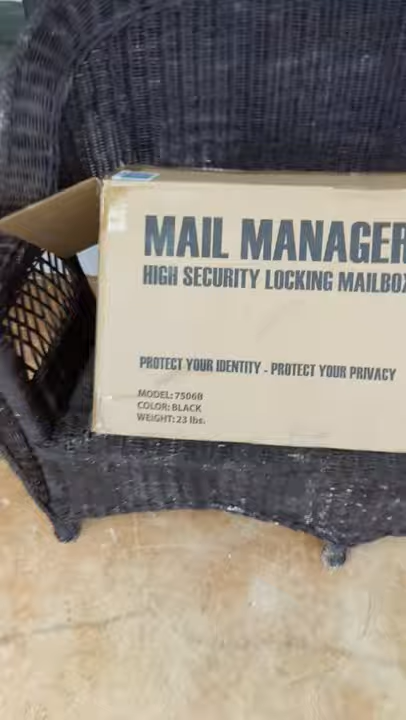 MAIL MANAGER
HIGH SECURITY LOCKING MAILBOX
PROTECT YOUR IDENTITY - PROTECT YOUR PRIVACY
MODEL: 7506B
COLOR: BLACK
WEIGHT: 23 lbs.